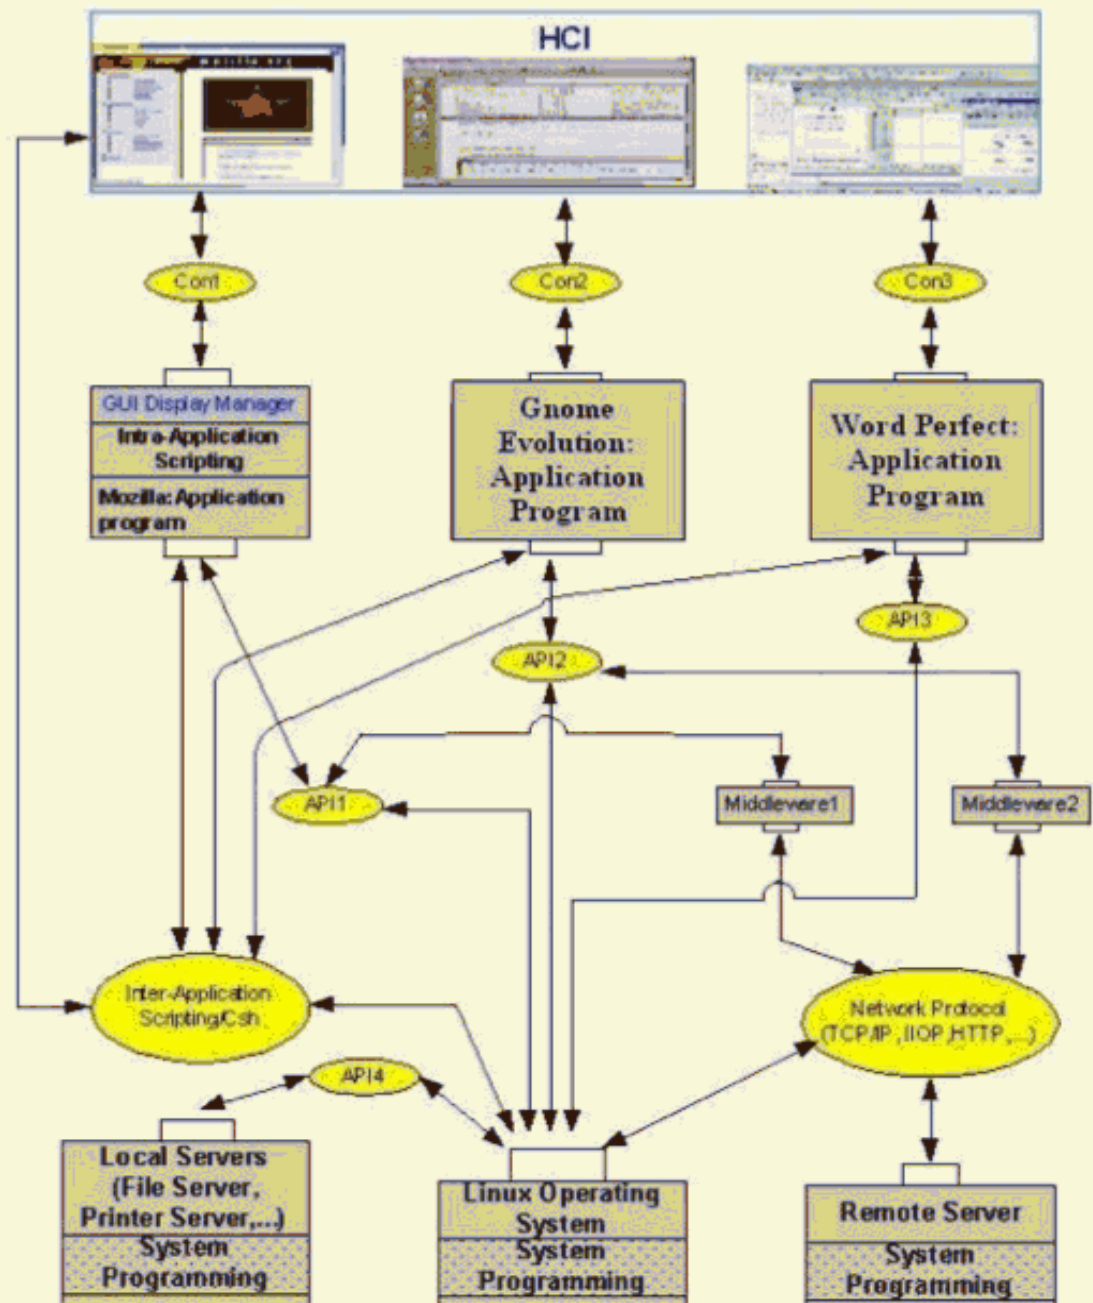 HCI
mozilla.org
Con1
Con2
Con3
GUI Display Manager
Intra-Application
Scripting
Mozilla: Application
program
Gnome
Evolution:
Application
Program
Word Perfect:
Application
Program
API3
API2
API1
Middleware1
Middleware2
Inter-Application
Scripting/Csh
Network Protocol
(TCP/IP, IIOP,HTTP,...)
API4
Local Servers
(File Server,
Printer Server,...)
System
Programming
Linux Operating
System
System
Programming
Remote Server
System
Programming